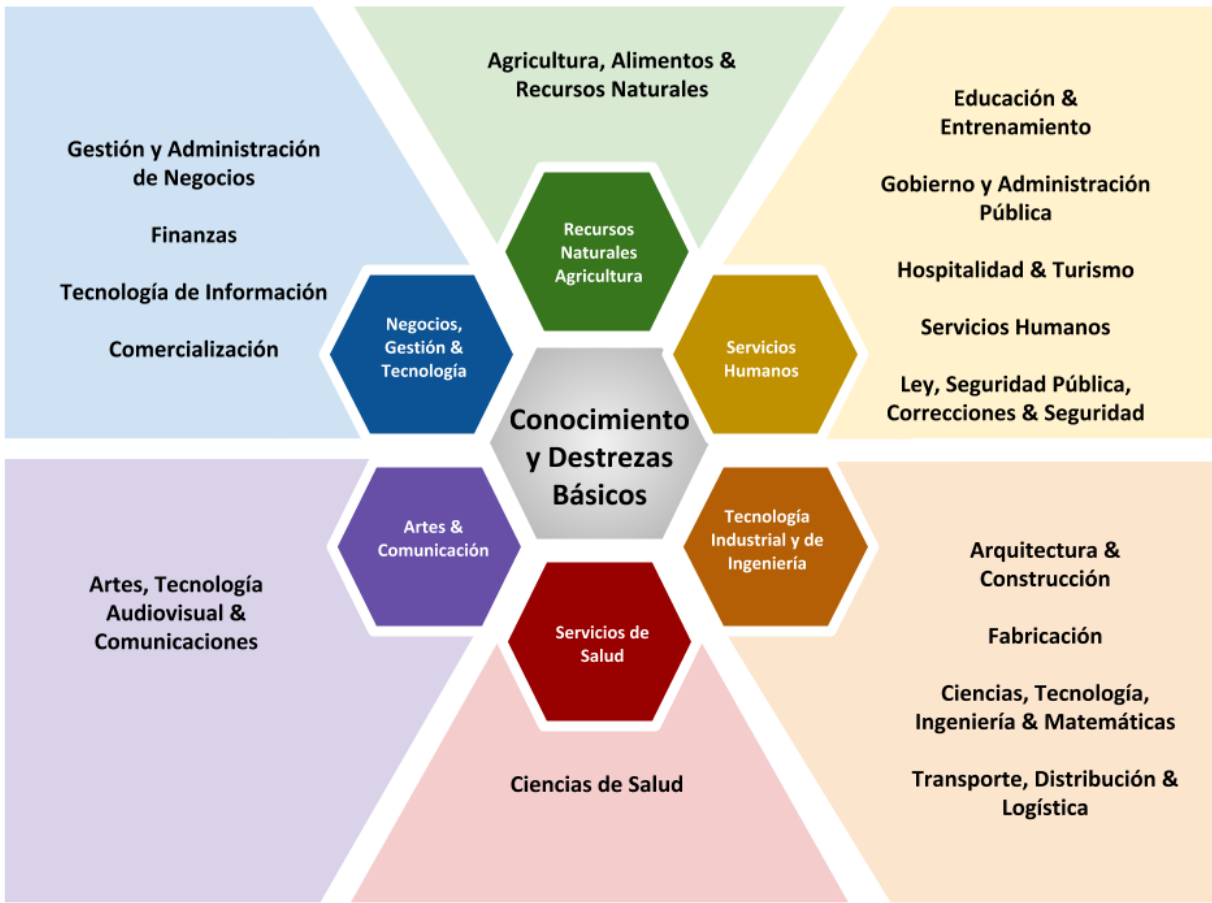 Agricultura, Alimentos &
Recursos Naturales
Educación &
Entrenamiento
Gobierno y Administración
Pública
Hospitalidad & Turismo
Servicios Humanos
Ley, Seguridad Pública,
Correcciones & Seguridad
Gestión y Administración
de Negocios
Finanzas
Tecnología de Información
Comercialización
Recursos
Naturales
Agricultura
Negocios,
Gestión &
Tecnología
Servicios
Humanos
Conocimiento
y Destrezas
Básicos
Artes &
Comunicación
Tecnología
Industrial y de
Ingeniería
Servicios de
Salud
Artes, Tecnología
Audiovisual &
Comunicaciones
Arquitectura &
Construcción
Fabricación
Ciencias, Tecnología,
Ingeniería & Matemáticas
Transporte, Distribución &
Logística
Ciencias de Salud